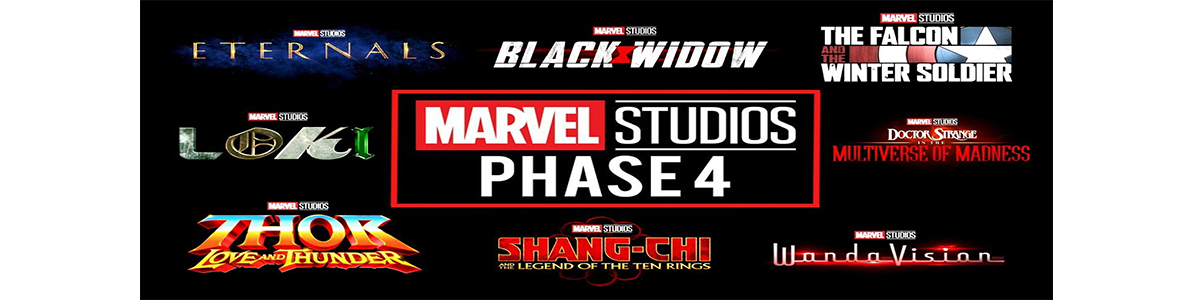 MARVEL STUDIOS
ETERNALS
MARVEL STUDIOS
BLACK WIDOW
MARVEL STUDIOS
THE FALCON
AND THE
WINTER SOLDIER
MARVEL STUDIOS
LOKI
MARVEL STUDIOS
PHASE 4
MARVEL STUDIOS
DOCTOR STRANGE
IN THE
MULTIVERSE OF MADNESS
MARVEL STUDIOS
THOR
LOVE AND THUNDER
MARVEL STUDIOS
SHANG-CHI
AND THE LEGEND OF THE TEN RINGS
MARVEL STUDIOS
WandaVision